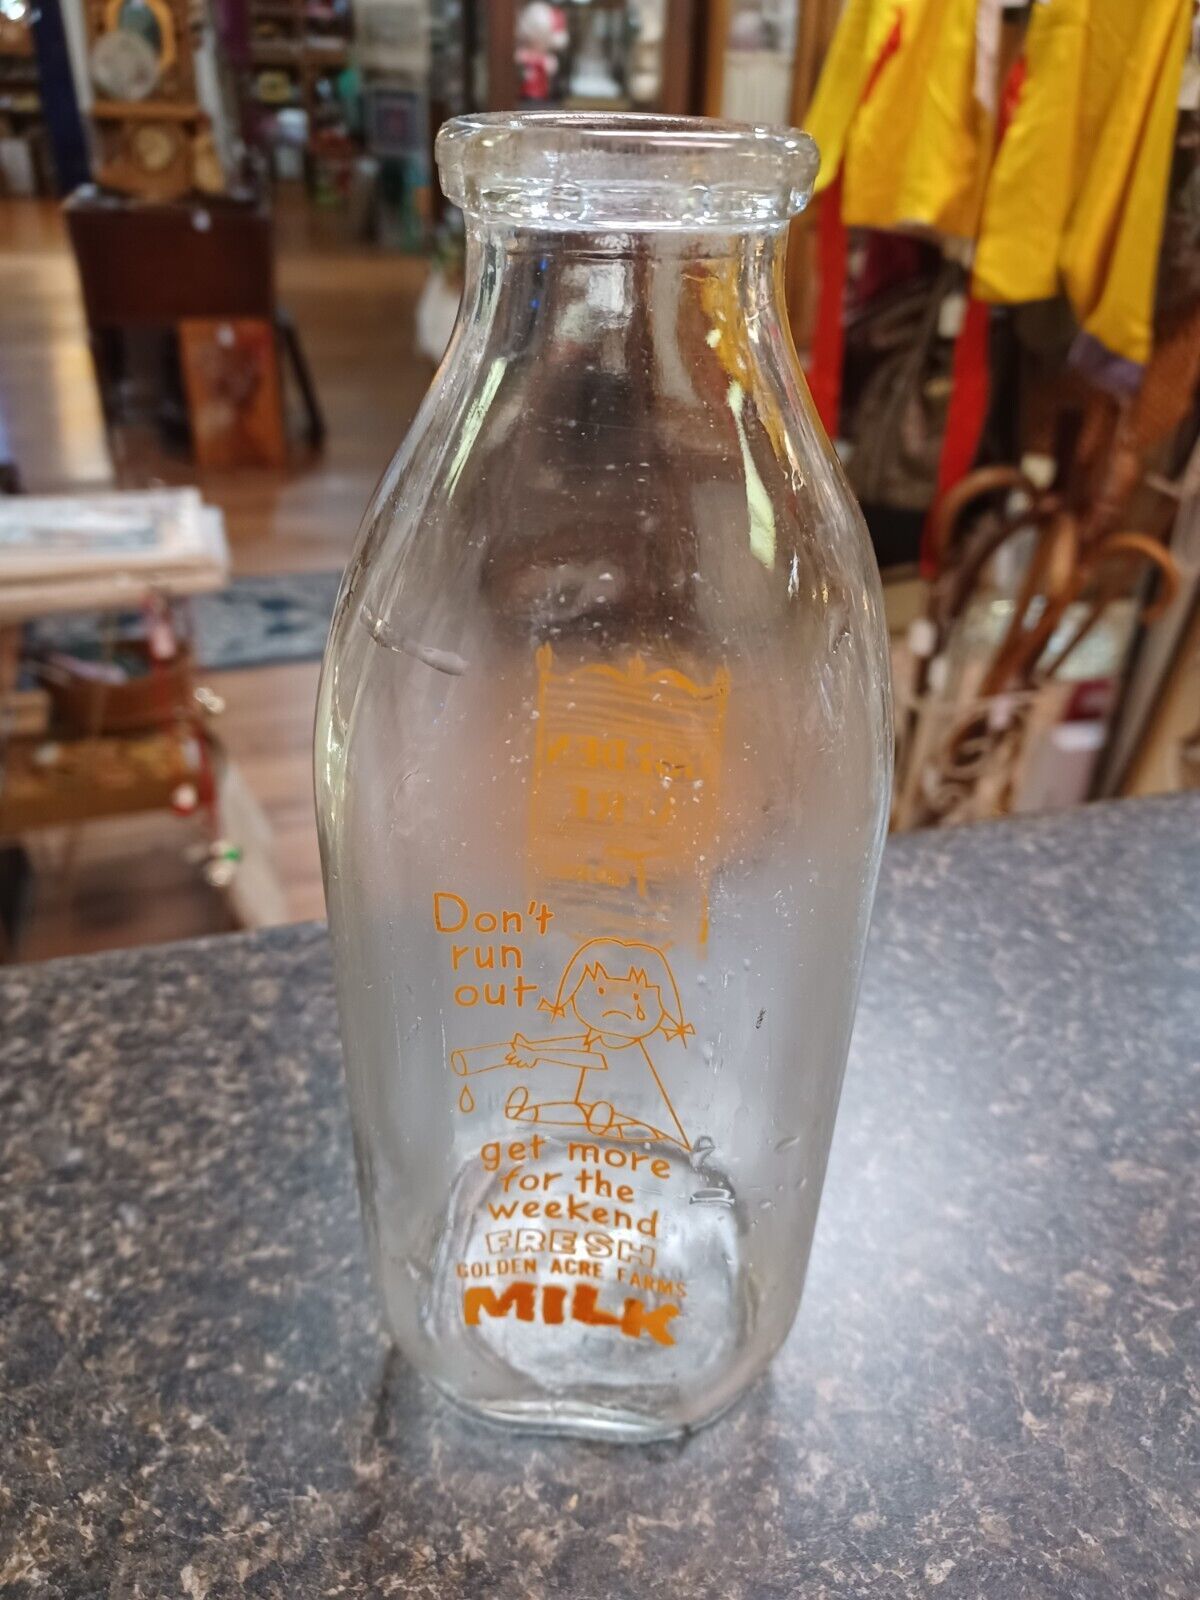 Don't
run
out
get more
for the
weekend
FRESH
GOLDEN ACRE FARMS
MILK